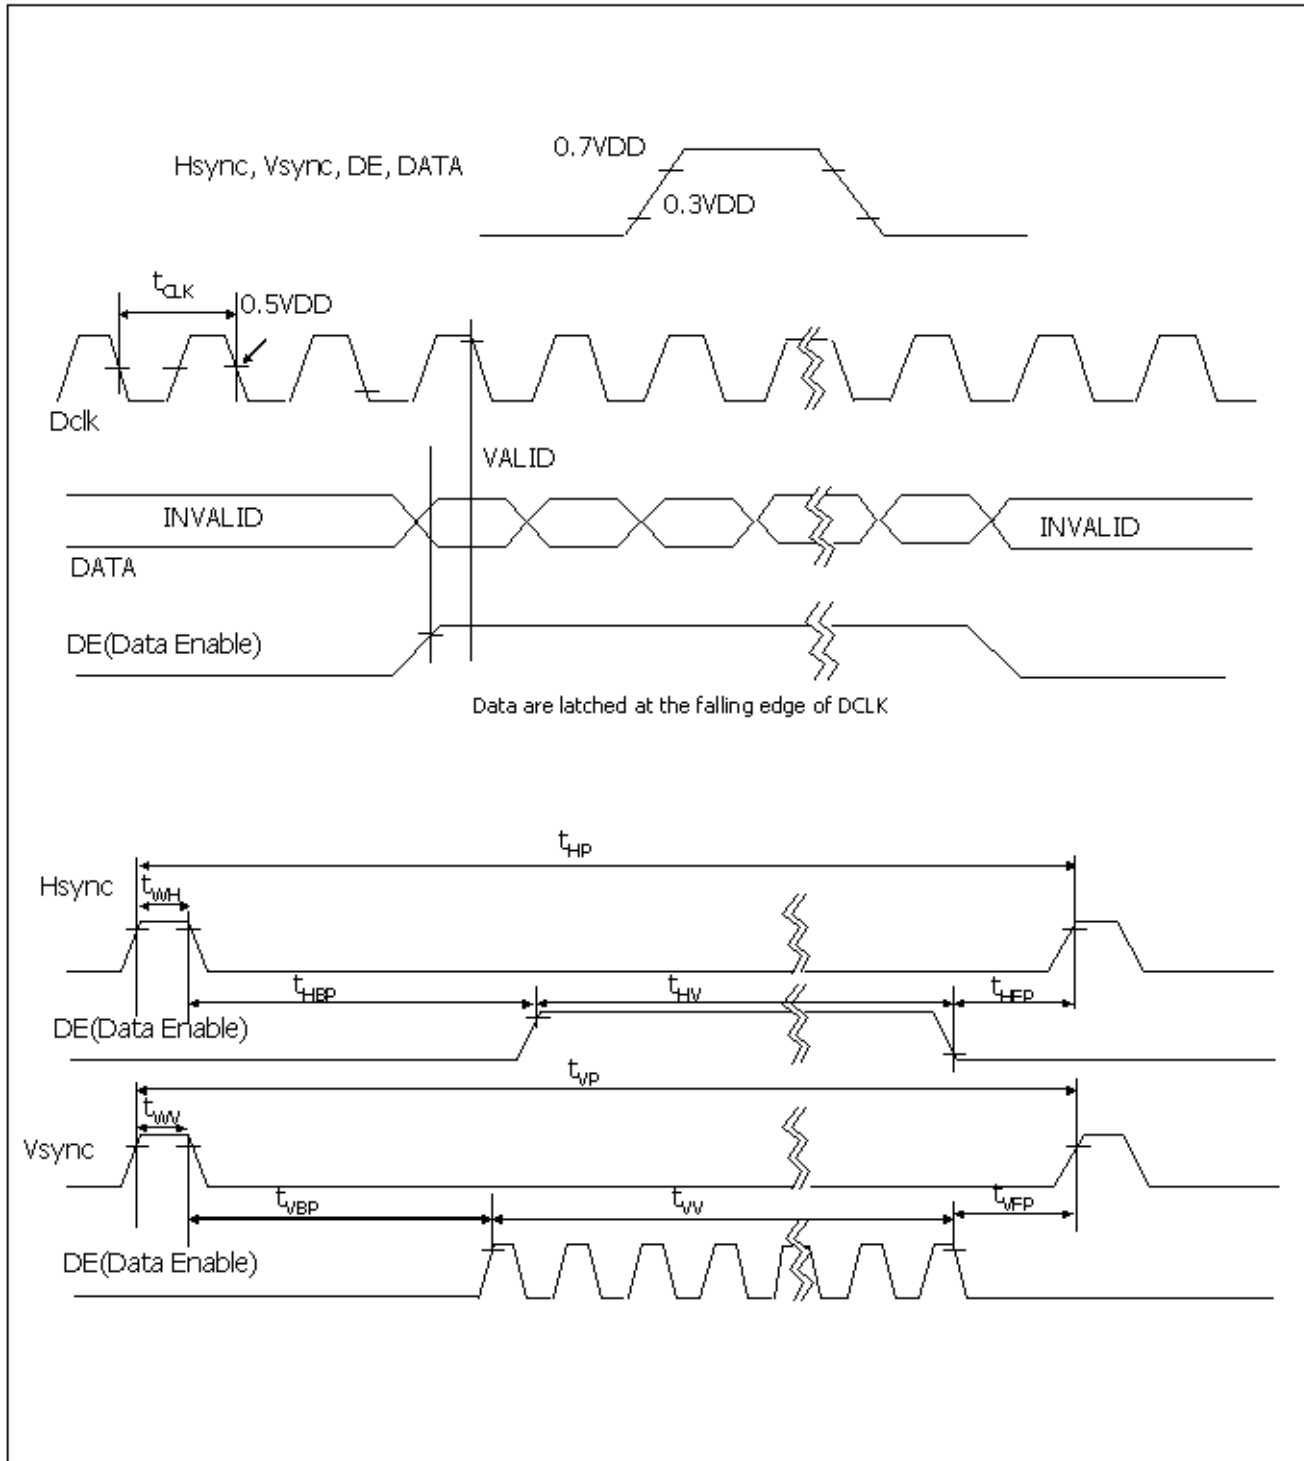 0.7VDD
Hsync, Vsync, DE, DATA
0.3VDD
tCLK
0.5VDD
Dclk
VALID
INVALID
INVALID
DATA
DE(Data Enable)
Data are latched at the falling edge of DCLK
tHP
Hsync
tWH
tHBP
tHV
tHFP
DE(Data Enable)
tVP
tWV
Vsync
tVBP
tVV
tVFP
DE(Data Enable)